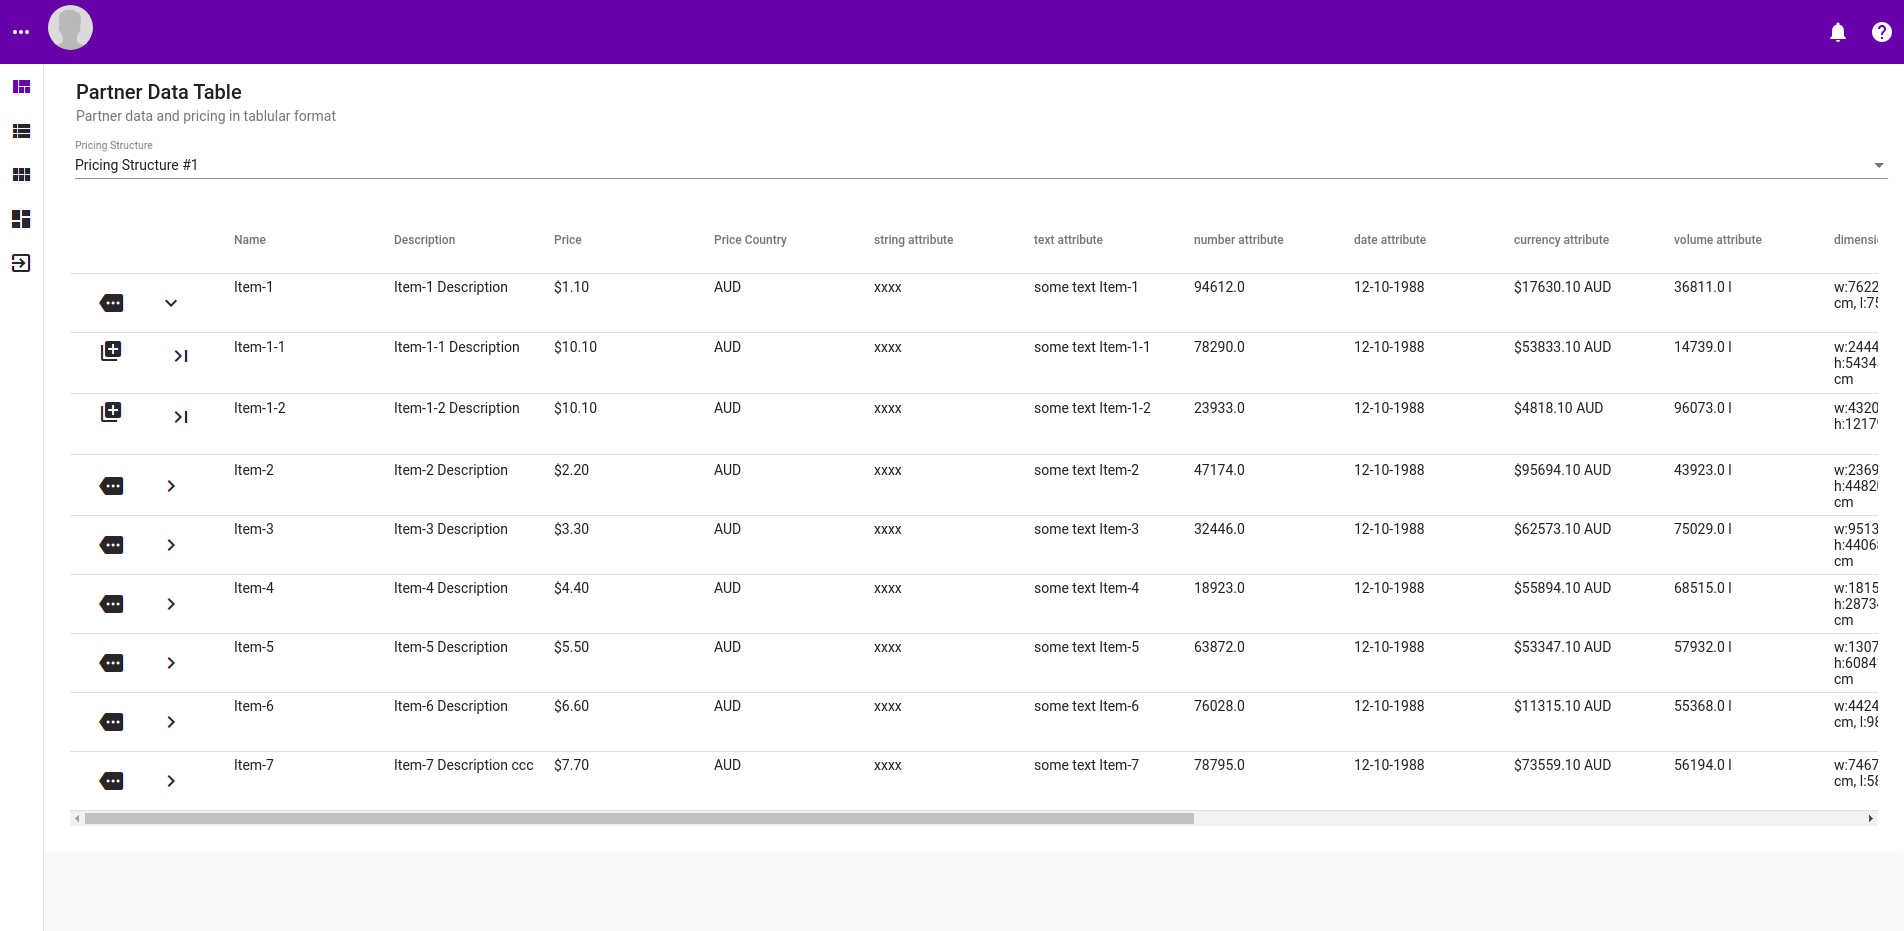 Partner Data Table
Partner data and pricing in tablular format
Pricing Structure
Pricing Structure #1
Name Description Price Price Country string attribute text attribute number attribute date attribute currency attribute volume attribute
Item-1 Item-1 Description $1.10 AUD xxxx some text Item-1 94612.0 12-10-1988 $17630.10 AUD 36811.0 l w:7622
cm, l:75
Item-1-1 Item-1-1 Description $10.10 AUD xxxx some text Item-1-1 78290.0 12-10-1988 $53833.10 AUD 14739.0 l w:2444
h:5434
cm
Item-1-2 Item-1-2 Description $10.10 AUD xxxx some text Item-1-2 23933.0 12-10-1988 $4818.10 AUD 96073.0 l w:4320
h:1217
Item-2 Item-2 Description $2.20 AUD xxxx some text Item-2 47174.0 12-10-1988 $95694.10 AUD 43923.0 l w:2369
h:4482
cm
Item-3 Item-3 Description $3.30 AUD xxxx some text Item-3 32446.0 12-10-1988 $62573.10 AUD 75029.0 l w:9513
h:4406
cm
Item-4 Item-4 Description $4.40 AUD xxxx some text Item-4 18923.0 12-10-1988 $55894.10 AUD 68515.0 l w:1815
h:2873
cm
Item-5 Item-5 Description $5.50 AUD xxxx some text Item-5 63872.0 12-10-1988 $53347.10 AUD 57932.0 l w:1307
h:6084
cm
Item-6 Item-6 Description $6.60 AUD xxxx some text Item-6 76028.0 12-10-1988 $11315.10 AUD 55368.0 l w:4424
cm, l:98
Item-7 Item-7 Description ccc $7.70 AUD xxxx some text Item-7 78795.0 12-10-1988 $73559.10 AUD 56194.0 l w:7467
cm, l:58